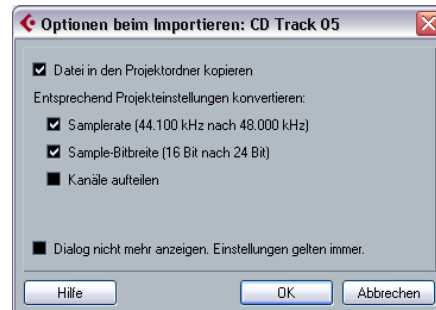 Optionen beim Importieren: CD Track 05
Datei in den Projektordner kopieren
Entsprechend Projekteinstellungen konvertieren:
Samplerate (44.100 kHz nach 48.000 kHz)
Sample-Bitbreite (16 Bit nach 24 Bit)
Kanäle aufteilen
Dialog nicht mehr anzeigen. Einstellungen gelten immer.
Hilfe OK Abbrechen